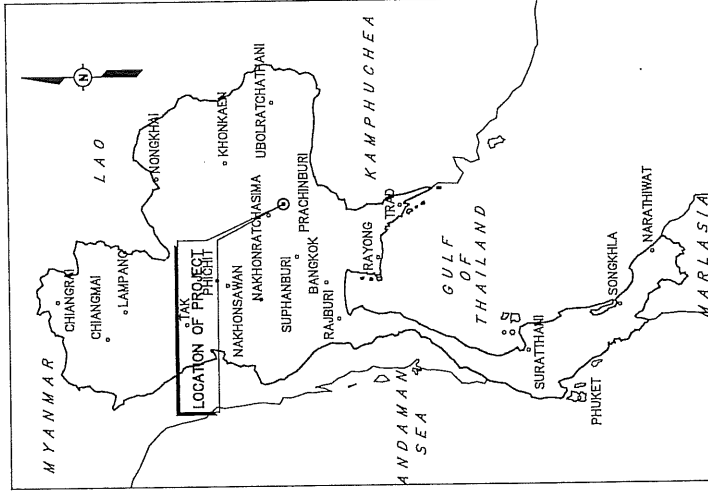 MYANMAR
LAO
N
CHIANGRAI
CHIANGMAI
LAMPANG
NONGKHAI
KHONKAEN
UBOLRATCHATHANI
TAK
LOCATION OF PROJECT
PHICHIT
NAKHONSAWAN
NAKHONRATCHASIMA
SUPHANBURI
PRACHINBURI
BANGKOK
RAJBURI
RAYONG
TRAD
KAMPHUCHEA
GULF
OF
THAILAND
ANDAMAN
SEA
SURATTHANI
PHUKET
SONGKHLA
NARATHIWAT
MARLASIA